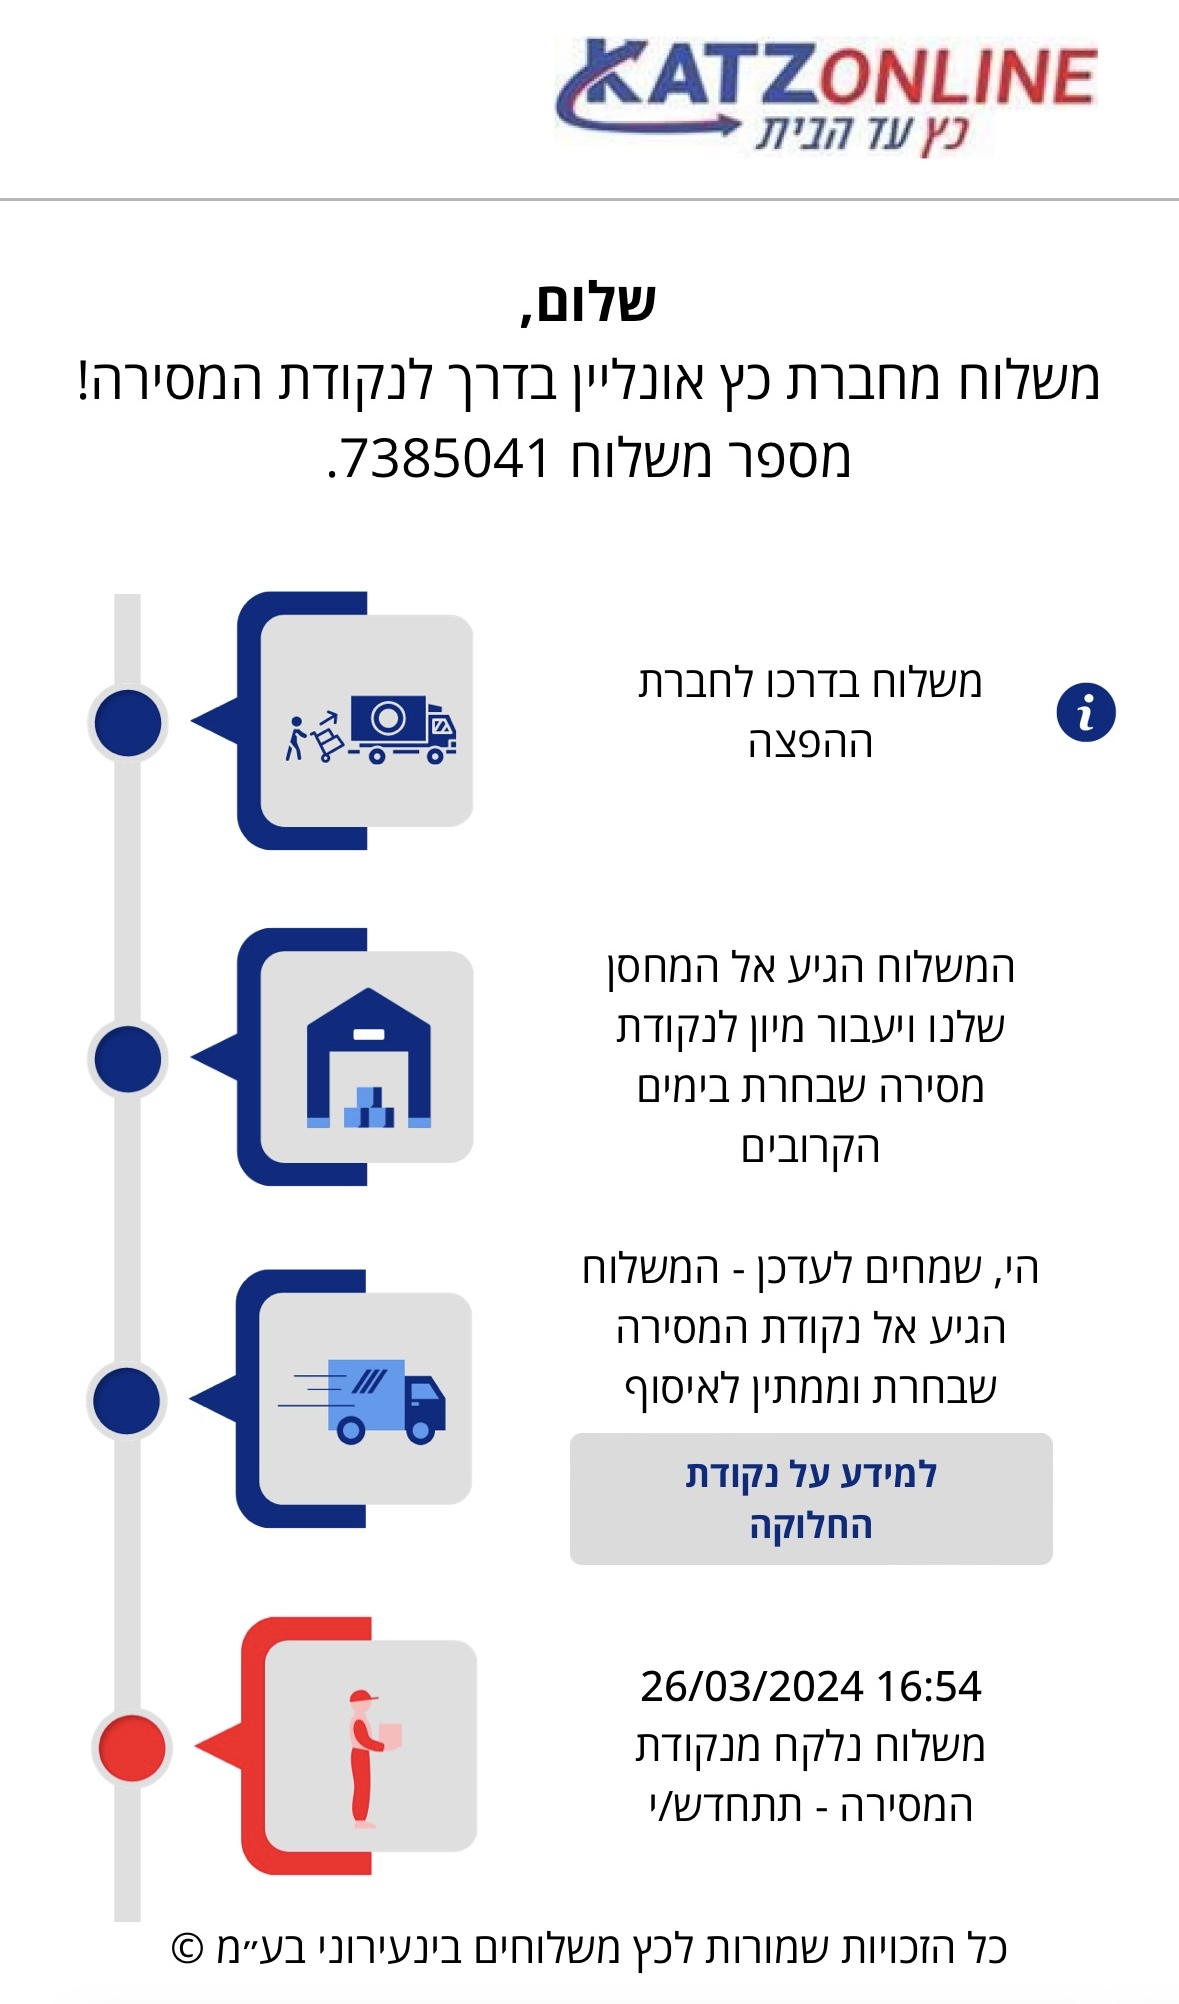 KATZONLINE
כץ עד הבית
שלום,
משלוח מחברת כץ אונליין בדרך לנקודת המסירה!
מספר משלוח 7385041.
משלוח בדרכו לחברת
ההפצה
i
המשלוח הגיע אל המחסן
שלנו ויעבור מיון לנקודת
מסירה שבחרת בימים
הקרובים
הי, שמחים לעדכן - המשלוח
הגיע אל נקודת המסירה
שבחרת וממתין לאיסוף
למידע על נקודת
החלוקה
26/03/2024 16:54
משלוח נלקח מנקודת
המסירה - תתחדש/י
כל הזכויות שמורות לכץ משלוחים בינעירוני בע״מ ©